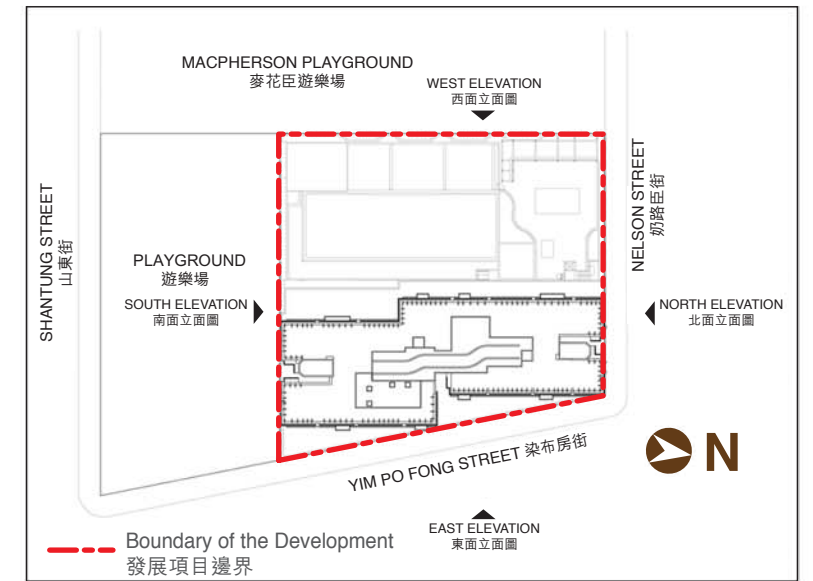 MACPHERSON PLAYGROUND
麥花臣遊樂場
WEST ELEVATION
西面立面圖
SHANTUNG STREET
山東街
NELSON STREET
奶路臣街
PLAYGROUND
遊樂場
SOUTH ELEVATION
南面立面圖
NORTH ELEVATION
北面立面圖
YIM PO FONG STREET 染布房街
N
EAST ELEVATION
東面立面圖
Boundary of the Development
發展項目邊界